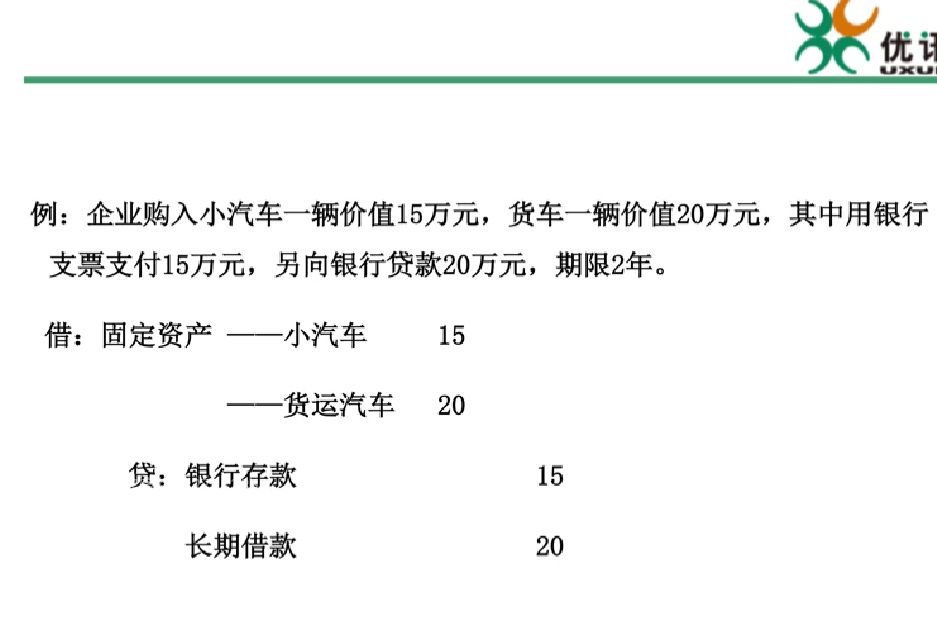 优
例：企业购入小汽车一辆价值15万元，货车一辆价值20万元，其中用银行
支票支付15万元，另向银行贷款20万元，期限2年。
借：固定资产 ——小汽车 15
——货运汽车 20
贷：银行存款 15
长期借款 20